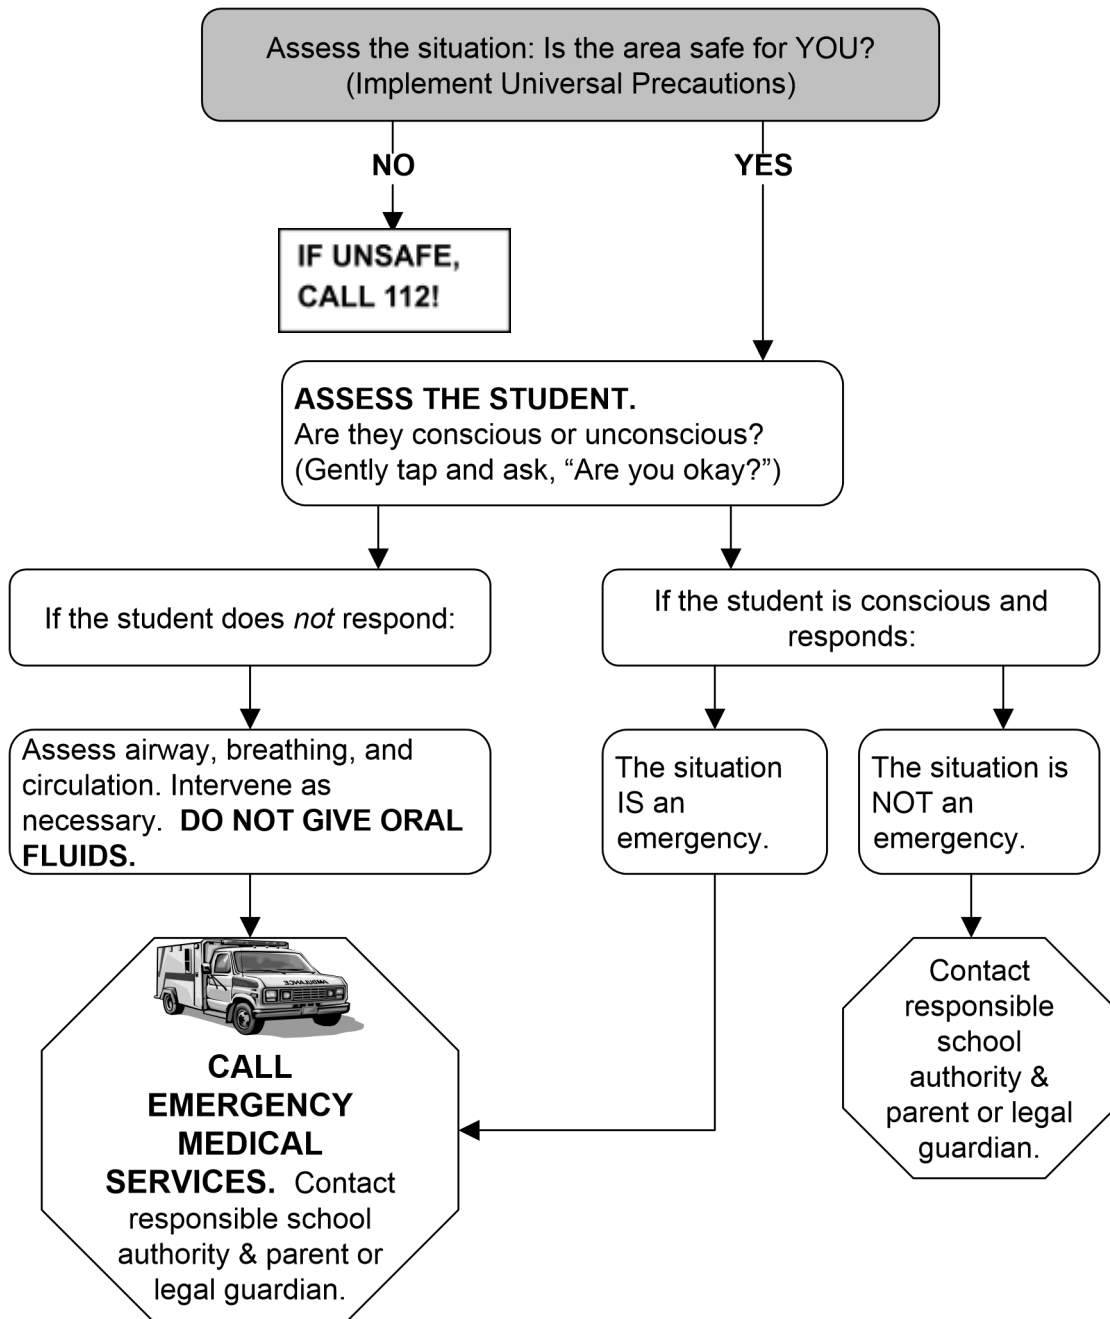 Assess the situation: Is the area safe for YOU?
(Implement Universal Precautions)
NO
YES
IF UNSAFE,
CALL 112!
ASSESS THE STUDENT.
Are they conscious or unconscious?
(Gently tap and ask, “Are you okay?”)
If the student does not respond:
If the student is conscious and
responds:
Assess airway, breathing, and
circulation. Intervene as
necessary. DO NOT GIVE ORAL
FLUIDS.
The situation
IS an
emergency.
The situation is
NOT an
emergency.
AMBULANCE
CALL
EMERGENCY
MEDICAL
SERVICES. Contact
responsible school
authority & parent or
legal guardian.
Contact
responsible
school
authority &
parent or legal
guardian.